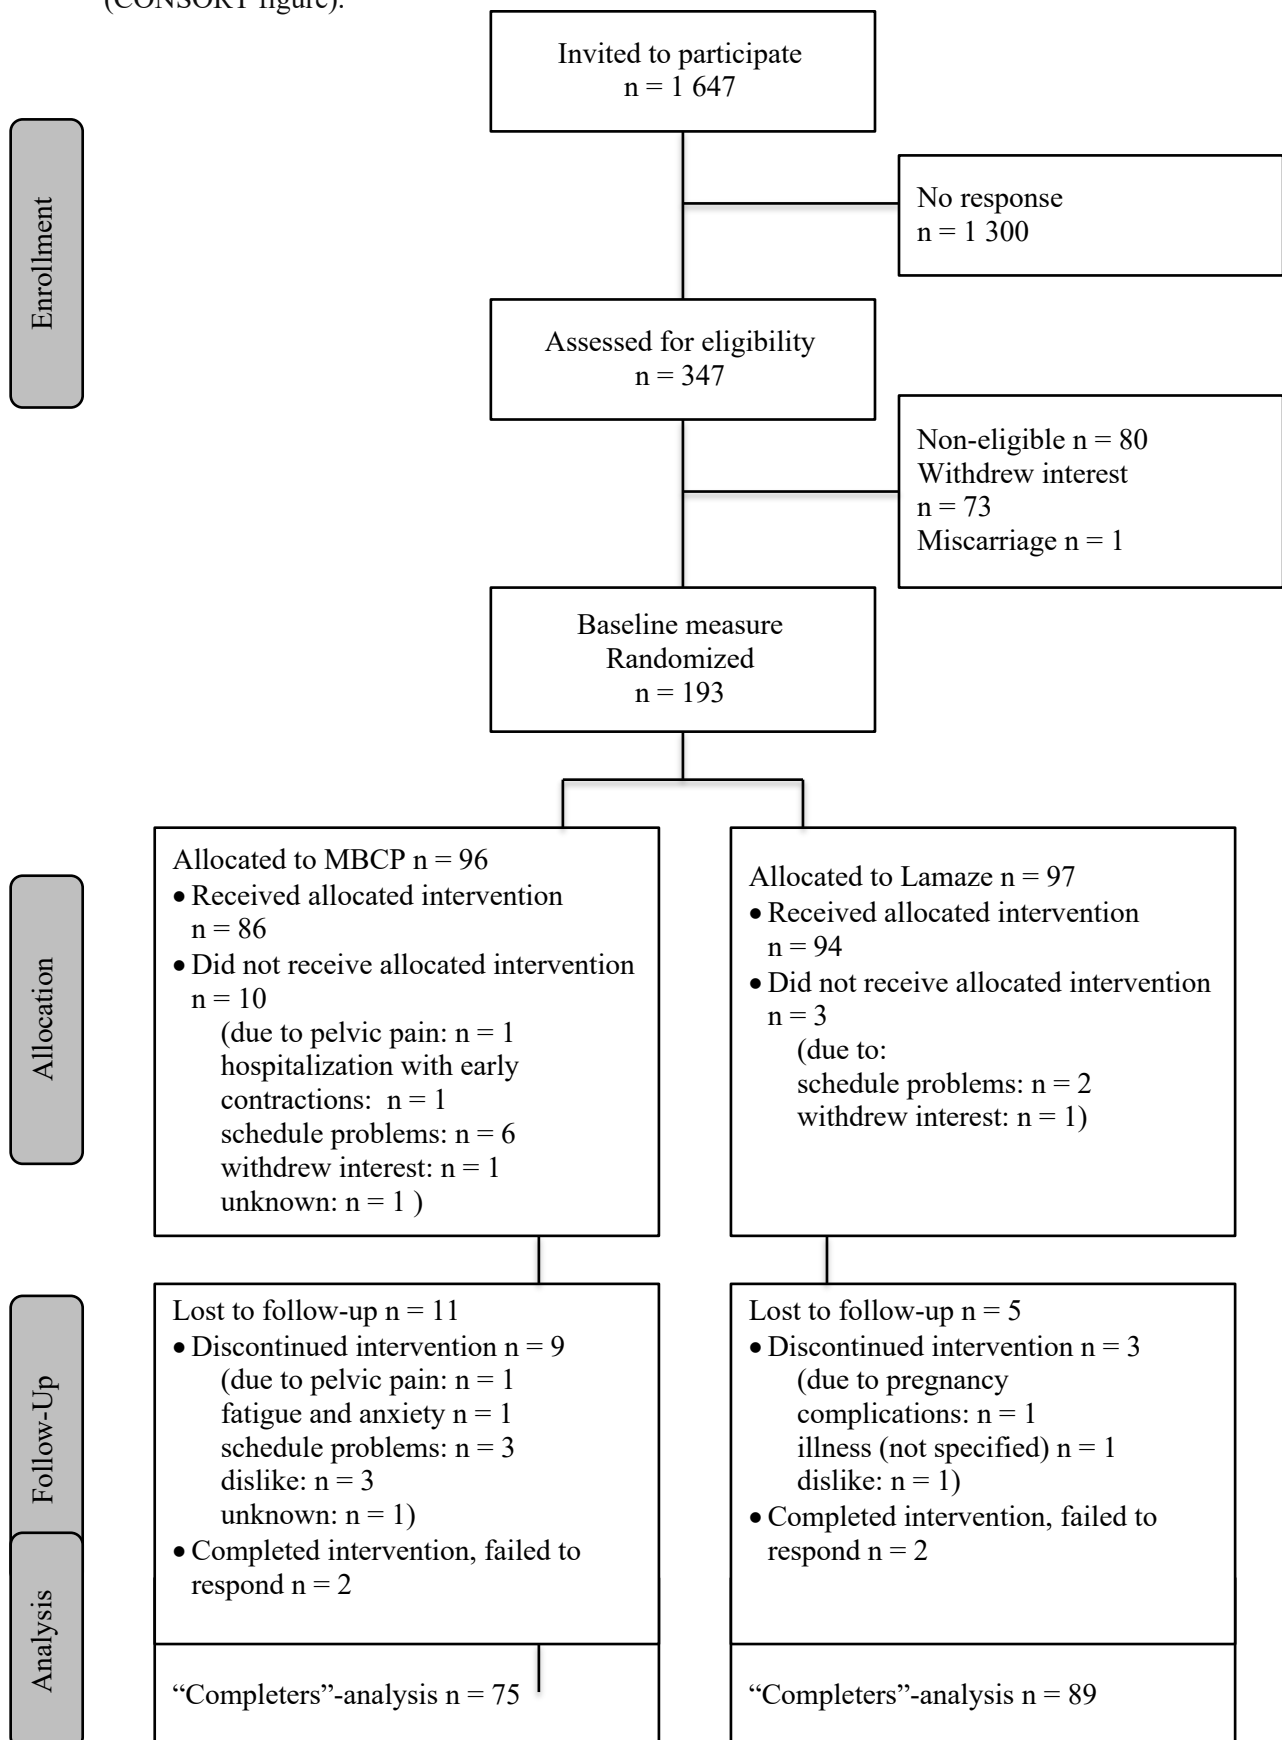 (CONSORT figure).
Invited to participate
n = 1 647
Enrollment
No response
n = 1 300
Assessed for eligibility
n = 347
Non-eligible n = 80
Withdrew interest
n = 73
Miscarriage n = 1
Baseline measure
Randomized
n = 193
Allocation
Allocated to MBCP n = 96
• Received allocated intervention
n = 86
• Did not receive allocated intervention
n = 10
(due to pelvic pain: n = 1
hospitalization with early
contractions:  n = 1
schedule problems: n = 6
withdrew interest: n = 1
unknown: n = 1 )
Allocated to Lamaze n = 97
• Received allocated intervention
n = 94
• Did not receive allocated intervention
n = 3
(due to:
schedule problems: n = 2
withdrew interest: n = 1)
Follow-Up
Lost to follow-up n = 11
• Discontinued intervention n = 9
(due to pelvic pain: n = 1
fatigue and anxiety n = 1
schedule problems: n = 3
dislike: n = 3
unknown: n = 1)
• Completed intervention, failed to
respond n = 2
Lost to follow-up n = 5
• Discontinued intervention n = 3
(due to pregnancy
complications: n = 1
illness (not specified) n = 1
dislike: n = 1)
• Completed intervention, failed to
respond n = 2
Analysis
“Completers”-analysis n = 75
“Completers”-analysis n = 89